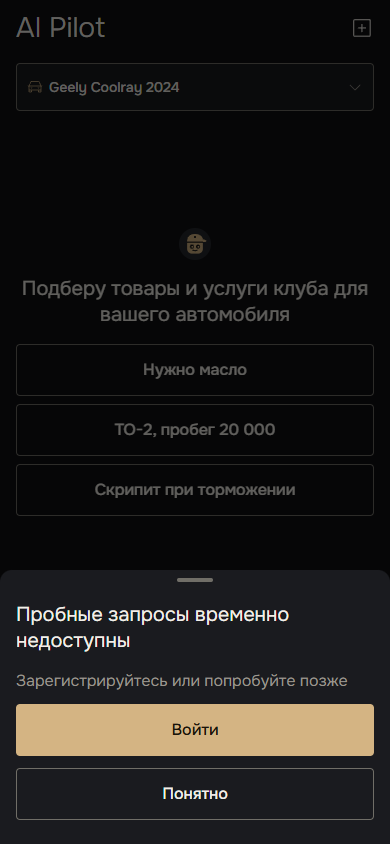 AI Pilot
Geely Coolray 2024
Подберу товары и услуги клуба для
вашего автомобиля
Нужно масло
ТО-2, пробег 20 000
Скрипит при торможении
Пробные запросы временно
недоступны
Зарегистрируйтесь или попробуйте позже
Войти
Понятно